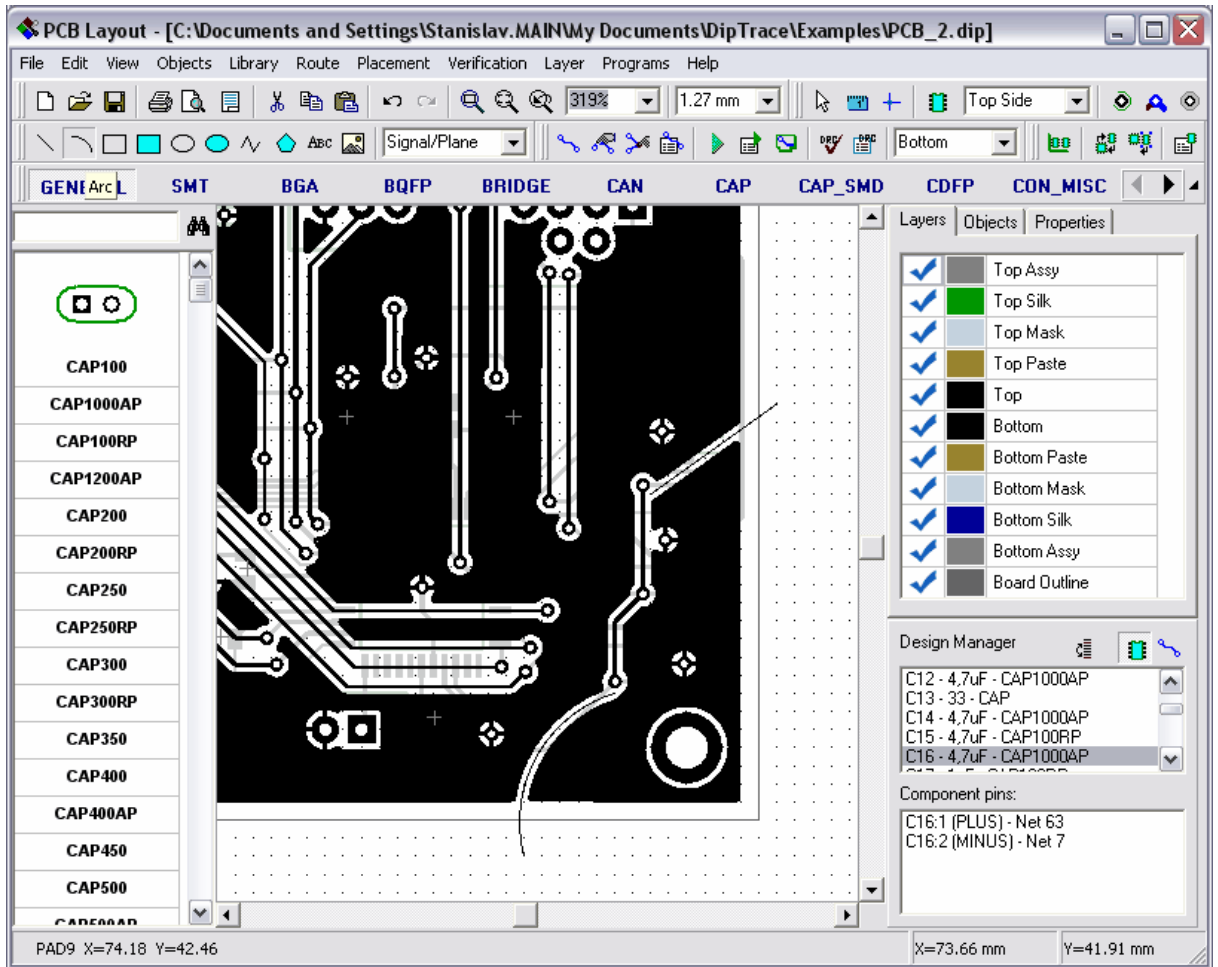 PCB Layout - [C:\Documents and Settings\Stanislav.MAIN\My Documents\DipTrace\Examples\PCB_2.dip]
File Edit View Objects Library Route Placement Verification Layer Programs Help
319% 1.27 mm Top Side
ABC Signal/Plane DRC DRC Bottom
Arc SMT BGA BQFP BRIDGE CAN CAP CAP_SMD CDFP CON_MISC
CAP100
CAP1000AP
CAP100RP
CAP1200AP
CAP200
CAP200RP
CAP250
CAP250RP
CAP300
CAP300RP
CAP350
CAP400
CAP400AP
CAP450
CAP500
CAP500AP
Layers Objects Properties
Top Assy
Top Silk
Top Mask
Top Paste
Top
Bottom
Bottom Paste
Bottom Mask
Bottom Silk
Bottom Assy
Board Outline
Design Manager
C12 - 4,7uF - CAP1000AP
C13 - 33 - CAP
C14 - 4,7uF - CAP1000AP
C15 - 4,7uF - CAP100RP
C16 - 4,7uF - CAP1000AP
Component pins:
C16:1 (PLUS) - Net 63
C16:2 (MINUS) - Net 7
PAD9 X=74.18 Y=42.46 X=73.66 mm Y=41.91 mm